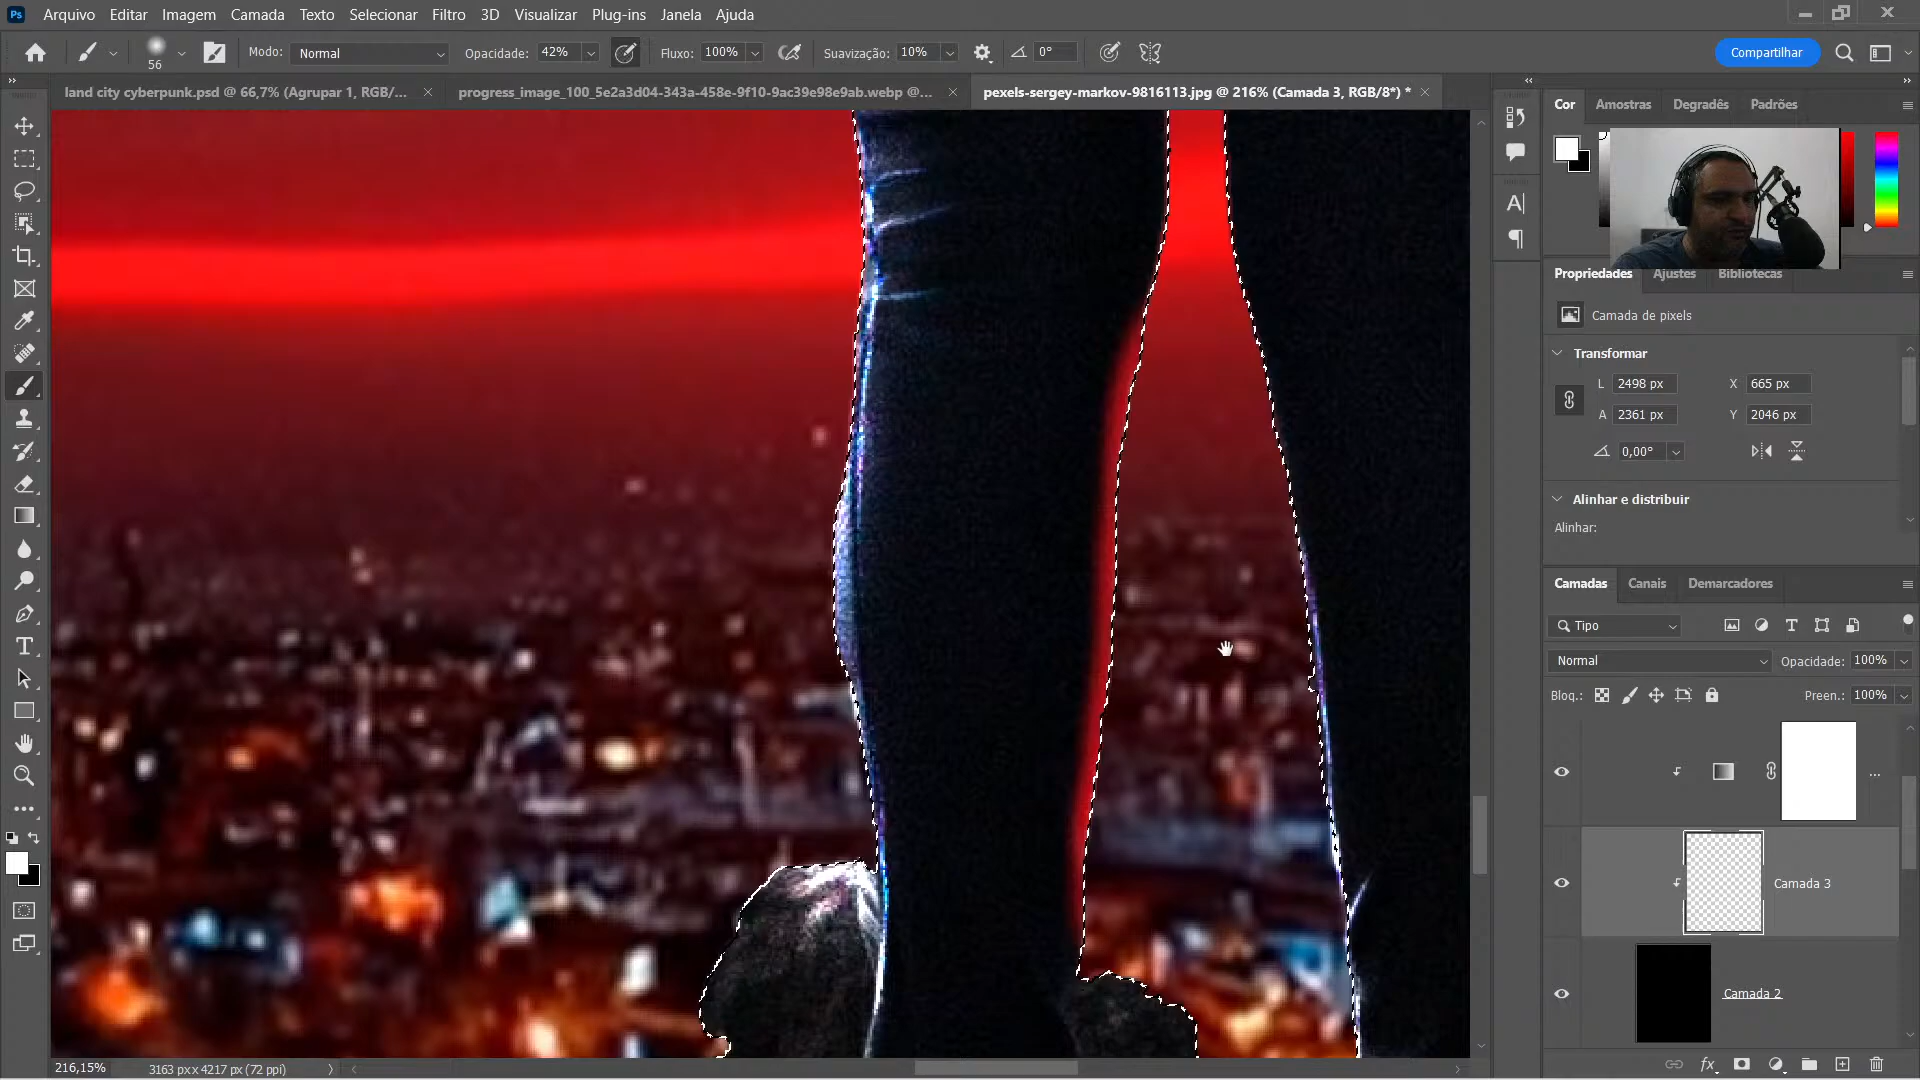 Ps Arquivo Editar Imagem Camada Texto Selecionar Filtro 3D Visualizar Plug-ins Janela Ajuda
56 Modo: Normal Opacidade: 42% Fluxo: 100% Suavização: 10% 0° Compartilhar
land city cyberpunk.psd @ 66,7% (Agrupar 1, RGB/... progress_image_100_5e2a3d04-343a-458e-9f10-9ac39e98e9ab.webp @... pexels-sergey-markov-9816113.jpg @ 216% (Camada 3, RGB/8*) *
Cor Amostras Degradês Padrões
Propriedades Ajustes Bibliotecas
Camada de pixels
Transformar
L 2498 px X 665 px
A 2361 px Y 2046 px
0,00°
Alinhar e distribuir
Alinhar:
Camadas Canais Demarcadores
Tipo
Normal Opacidade: 100%
Bloq.: Preen.: 100%
...
Camada 3
Camada 2
216,15% 3163 px x 4217 px (72 ppi)
fx